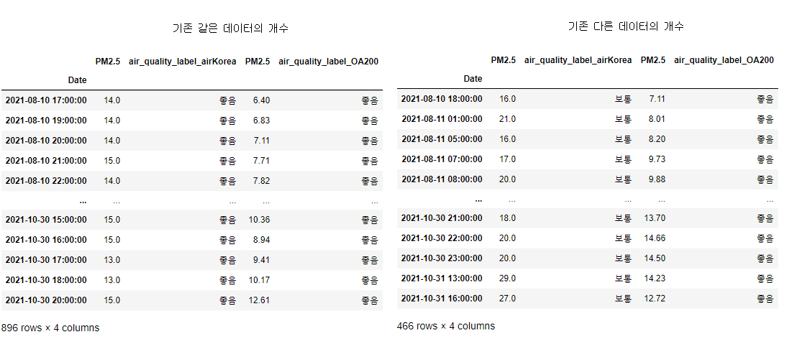 기존 같은 데이터의 개수
PM2.5 air_quality_label_airKorea PM2.5 air_quality_label_OA200
Date
2021-08-10 17:00:00 14.0 좋음 6.40 좋음
2021-08-10 19:00:00 14.0 좋음 6.83 좋음
2021-08-10 20:00:00 14.0 좋음 7.11 좋음
2021-08-10 21:00:00 15.0 좋음 7.71 좋음
2021-08-10 22:00:00 14.0 좋음 7.82 좋음
... ... ... ... ...
2021-10-30 15:00:00 15.0 좋음 10.36 좋음
2021-10-30 16:00:00 15.0 좋음 8.94 좋음
2021-10-30 17:00:00 13.0 좋음 9.41 좋음
2021-10-30 18:00:00 13.0 좋음 10.17 좋음
2021-10-30 20:00:00 15.0 좋음 12.61 좋음
896 rows × 4 columns
기존 다른 데이터의 개수
PM2.5 air_quality_label_airKorea PM2.5 air_quality_label_OA200
Date
2021-08-10 18:00:00 16.0 보통 7.11 좋음
2021-08-11 01:00:00 21.0 보통 8.01 좋음
2021-08-11 05:00:00 16.0 보통 8.20 좋음
2021-08-11 07:00:00 17.0 보통 9.73 좋음
2021-08-11 08:00:00 20.0 보통 9.88 좋음
... ... ... ... ...
2021-10-30 21:00:00 18.0 보통 13.70 좋음
2021-10-30 22:00:00 20.0 보통 14.66 좋음
2021-10-30 23:00:00 20.0 보통 14.50 좋음
2021-10-31 13:00:00 29.0 보통 14.23 좋음
2021-10-31 16:00:00 27.0 보통 12.72 좋음
466 rows × 4 columns